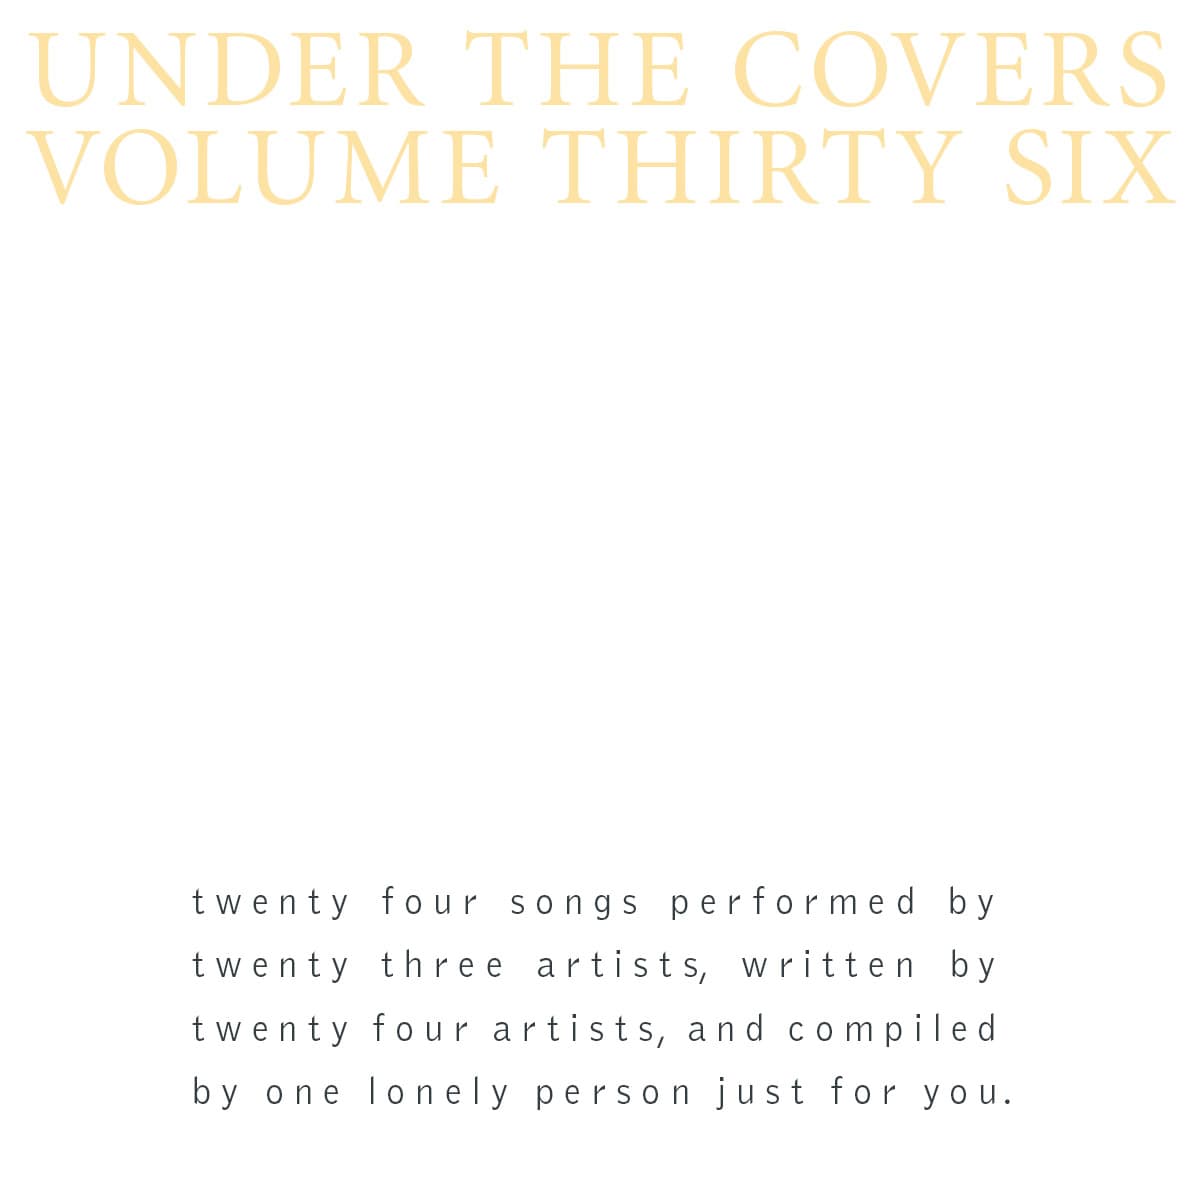 UNDER THE COVERS
VOLUME THIRTY SIX
twenty four songs performed by
twenty three artists, written by
twenty four artists, and compiled
by one lonely person just for you.